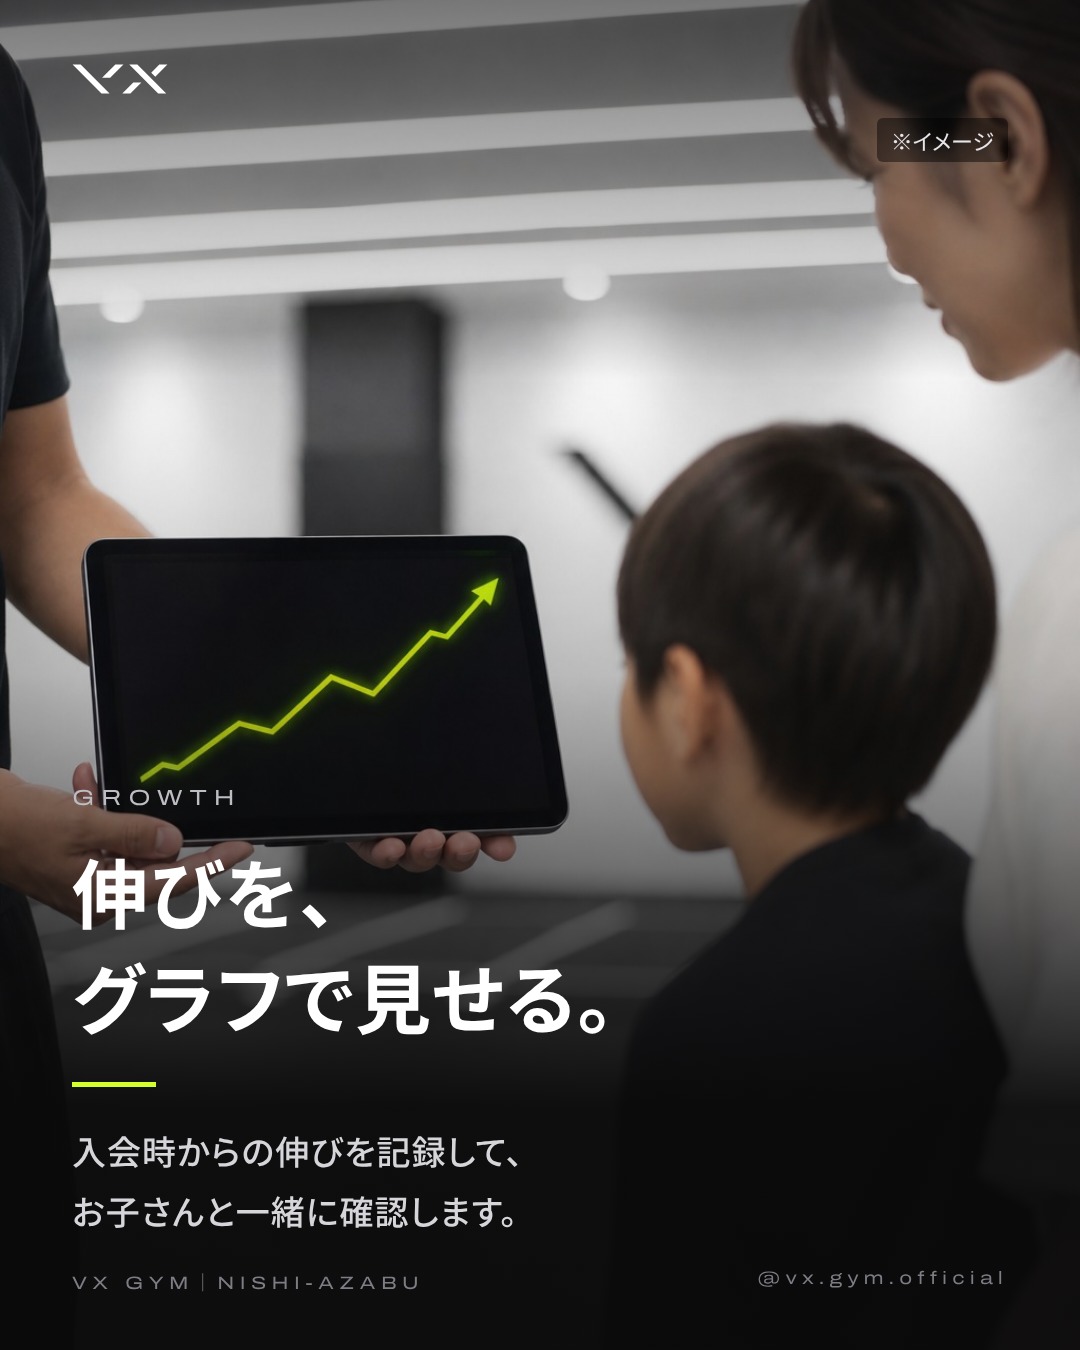 VX
※イメージ
GROWTH
伸びを、
グラフで見せる。
入会時からの伸びを記録して、
お子さんと一緒に確認します。
VX GYM | NISHI-AZABU
@vx.gym.official